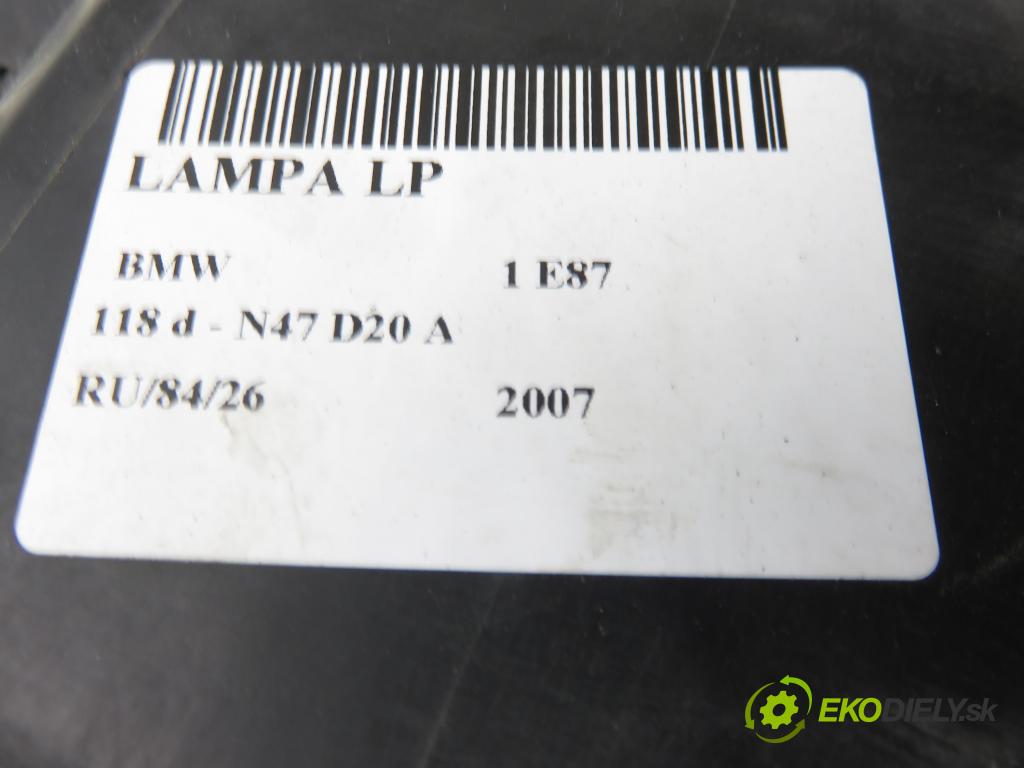 LAMPA LP
BMW 1 E87
118 d - N47 D20 A
RU/84/26 2007
EKODIELY.sk